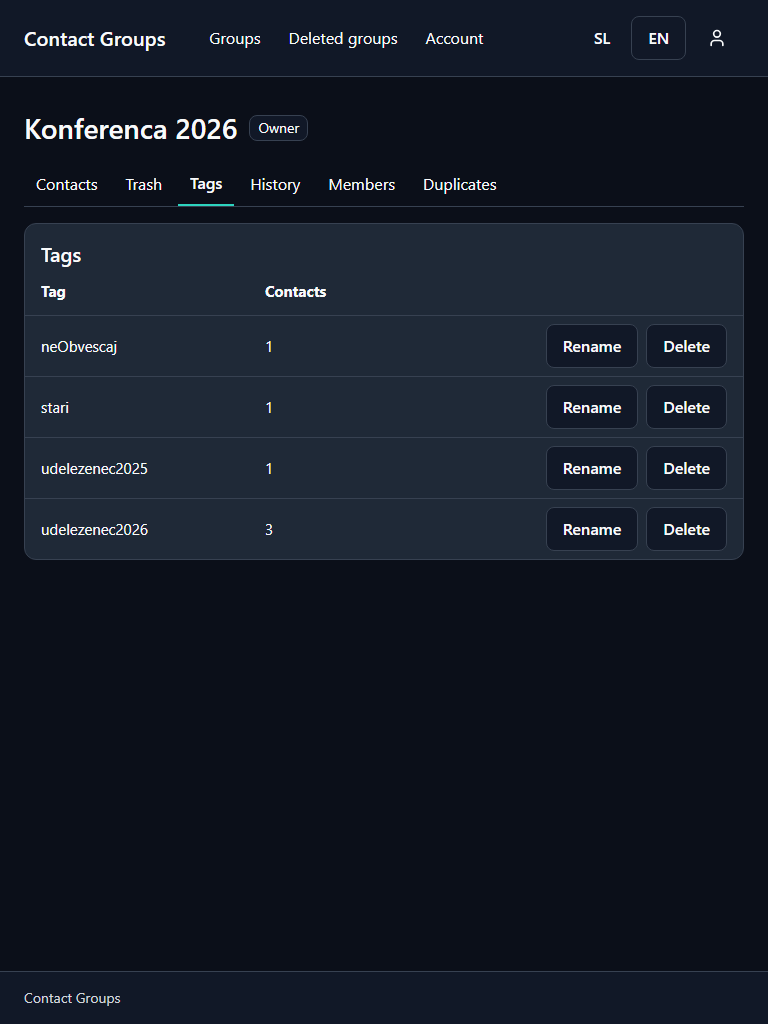 Contact Groups Groups Deleted groups Account SL EN
Konferenca 2026 Owner
Contacts Trash Tags History Members Duplicates
Tags
Tag Contacts
neObvescaj 1 Rename Delete
stari 1 Rename Delete
udelezenec2025 1 Rename Delete
udelezenec2026 3 Rename Delete
Contact Groups